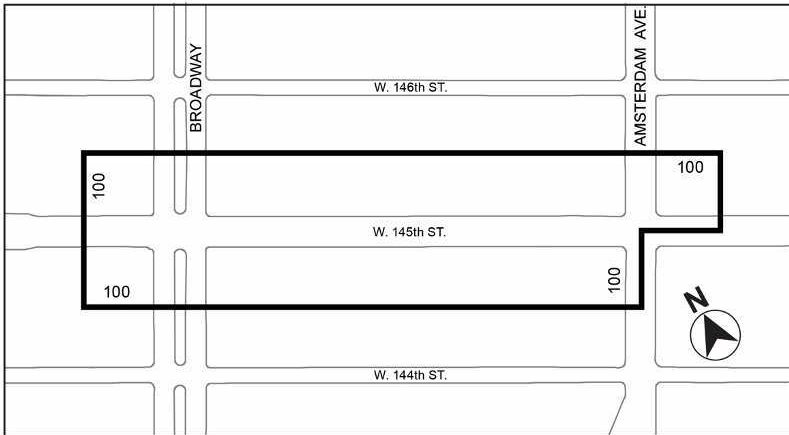 BROADWAY
AMSTERDAM AVE.
W. 146th ST.
100
100
W. 145th ST.
100
100
N
W. 144th ST.